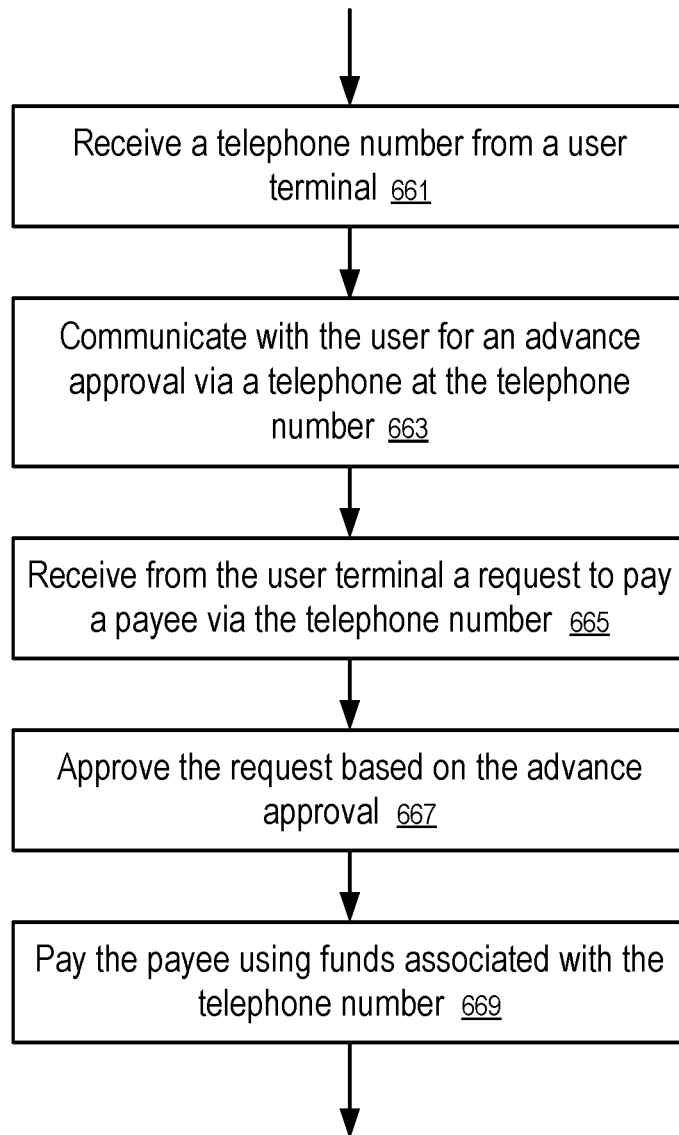 Receive a telephone number from a user
terminal 661
Communicate with the user for an advance
approval via a telephone at the telephone
number 663
Receive from the user terminal a request to pay
a payee via the telephone number 665
Approve the request based on the advance
approval 667
Pay the payee using funds associated with the
telephone number 669